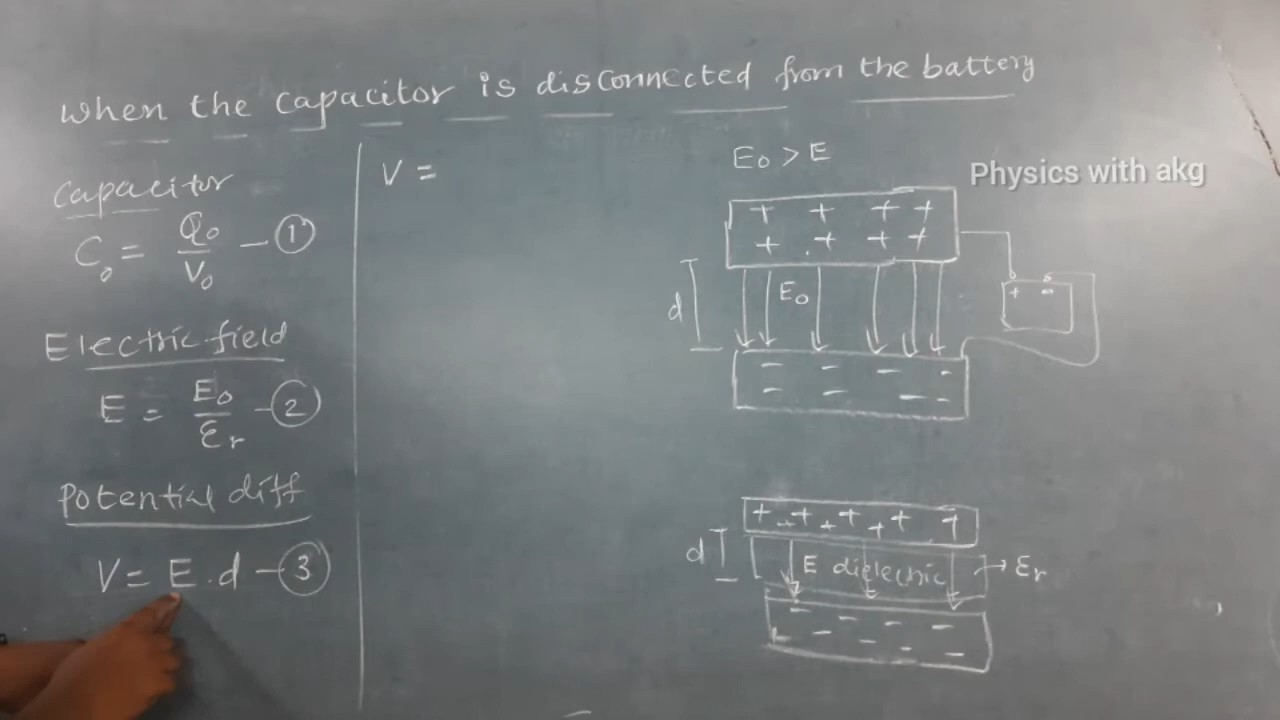 When the capacitor is disconnected from the battery
Capacitor
C₀ = Q₀/V₀ - ①
Electric field
E = E₀/εr - ②
Potential diff
V = E.d - ③
V =
E₀ > E
Physics with akg
+ + + +
+ + + +
d
E₀
+ -
- - - -
- - - -
+ + + + + + + +
d
E dielectric
→ εr
- - - -
- - - -